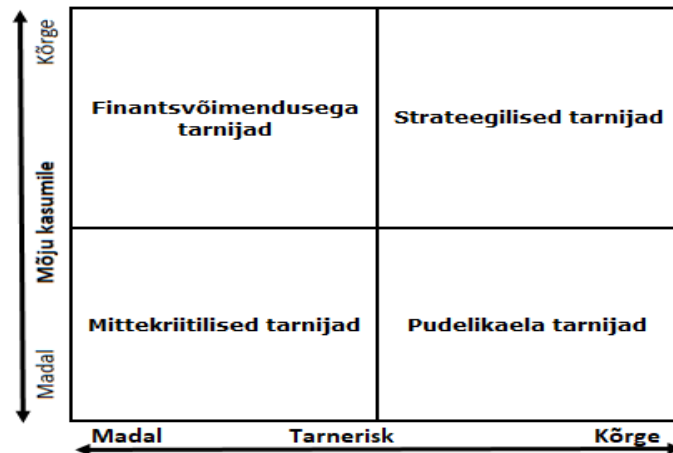 Kõrge
Finantsvõimendusega
tarnijad
Strateegilised tarnijad
Mõju kasumile
Mittekriitilised tarnijad
Pudelikaela tarnijad
Madal
Madal
Tarnerisk
Kõrge